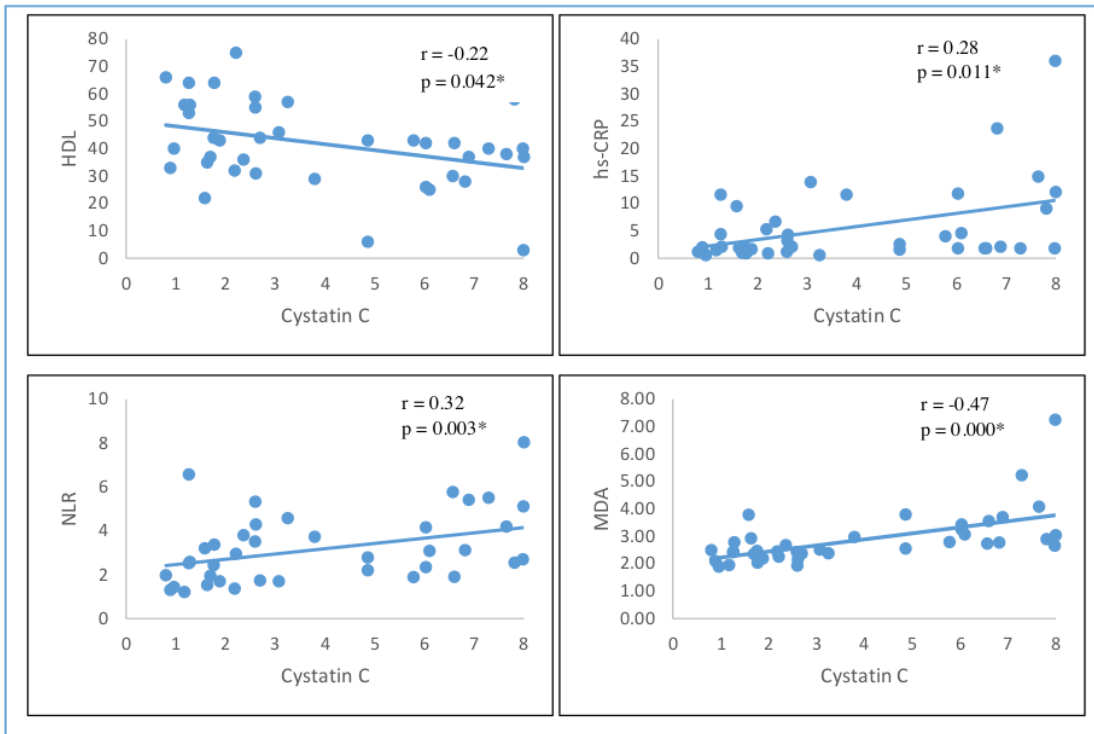 80
70
60
50
40
30
20
10
0
HDL
r = -0.22
p = 0.042*
0 1 2 3 4 5 6 7 8
Cystatin C
40
35
30
25
20
15
10
5
0
hs-CRP
r = 0.28
p = 0.011*
0 1 2 3 4 5 6 7 8
Cystatin C
10
8
6
4
2
0
NLR
r = 0.32
p = 0.003*
0 1 2 3 4 5 6 7 8
Cystatin C
8.00
7.00
6.00
5.00
4.00
3.00
2.00
1.00
0.00
MDA
r = -0.47
p = 0.000*
0 1 2 3 4 5 6 7 8
Cystatin C